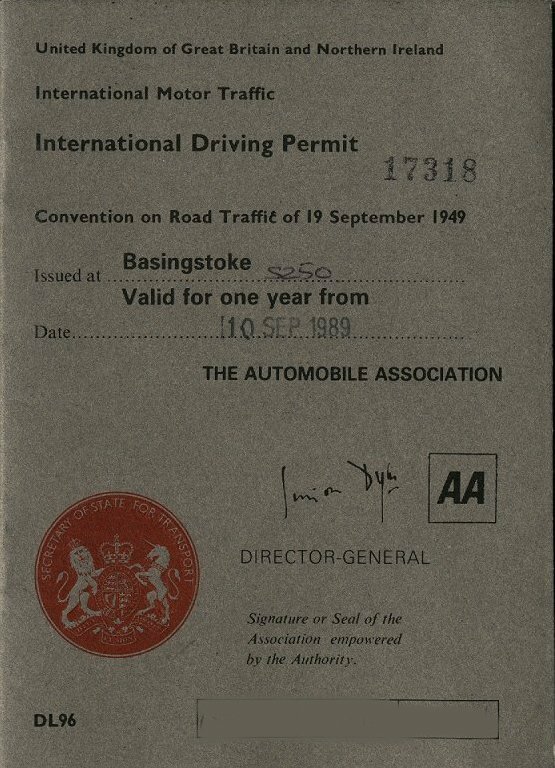 United Kingdom of Great Britain and Northern Ireland
International Motor Traffic
International Driving Permit
17318
Convention on Road Traffic of 19 September 1949
Issued at Basingstoke S250
Valid for one year from
Date 10 SEP 1989
THE AUTOMOBILE ASSOCIATION
Simon Dyer
AA
DIRECTOR-GENERAL
SECRETARY OF STATE FOR TRANSPORT
Signature or Seal of the
Association empowered
by the Authority.
DL96